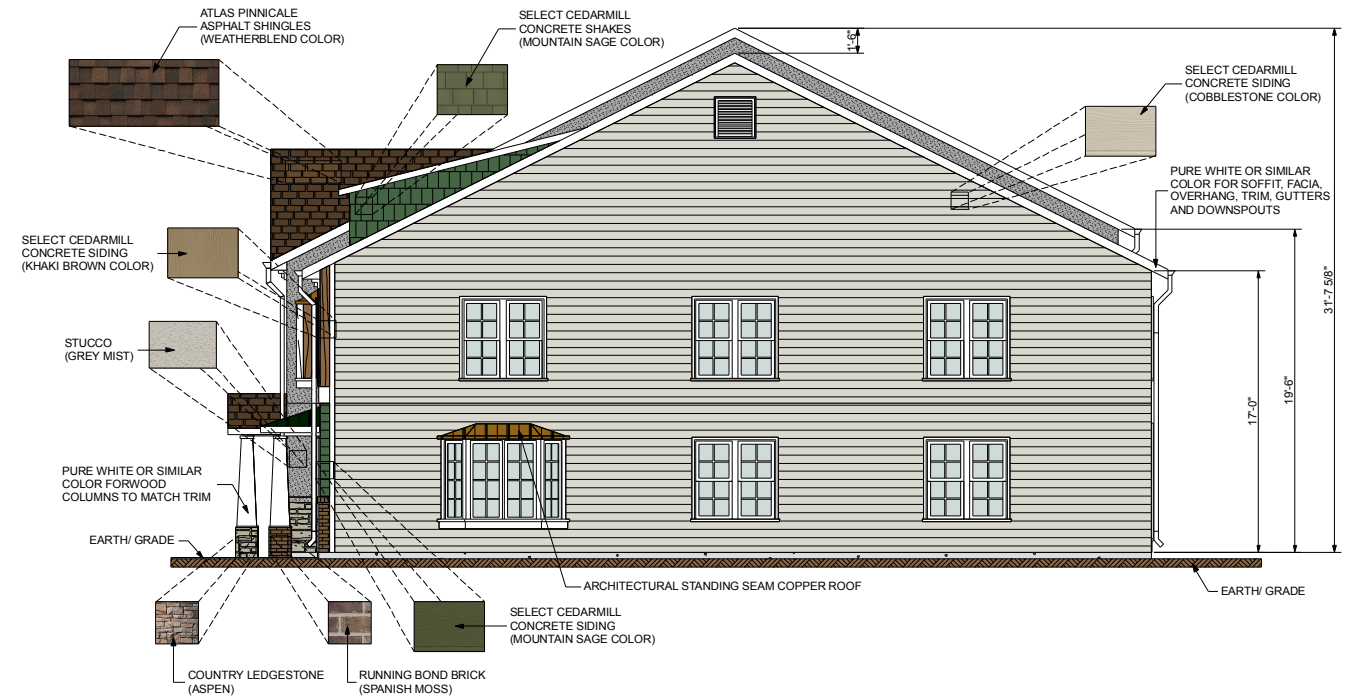 ATLAS PINNICALE
ASPHALT SHINGLES
(WEATHERBLEND COLOR)
SELECT CEDARMILL
CONCRETE SHAKES
(MOUNTAIN SAGE COLOR)
1'-6"
SELECT CEDARMILL
CONCRETE SIDING
(COBBLESTONE COLOR)
PURE WHITE OR SIMILAR
COLOR FOR SOFFIT, FACIA,
OVERHANG, TRIM, GUTTERS
AND DOWNSPOUTS
SELECT CEDARMILL
CONCRETE SIDING
(KHAKI BROWN COLOR)
STUCCO
(GREY MIST)
31'-7 5/8"
19'-6"
17'-0"
PURE WHITE OR SIMILAR
COLOR FORWOOD
COLUMNS TO MATCH TRIM
EARTH/ GRADE
ARCHITECTURAL STANDING SEAM COPPER ROOF
EARTH/ GRADE
SELECT CEDARMILL
CONCRETE SIDING
(MOUNTAIN SAGE COLOR)
COUNTRY LEDGESTONE
(ASPEN)
RUNNING BOND BRICK
(SPANISH MOSS)